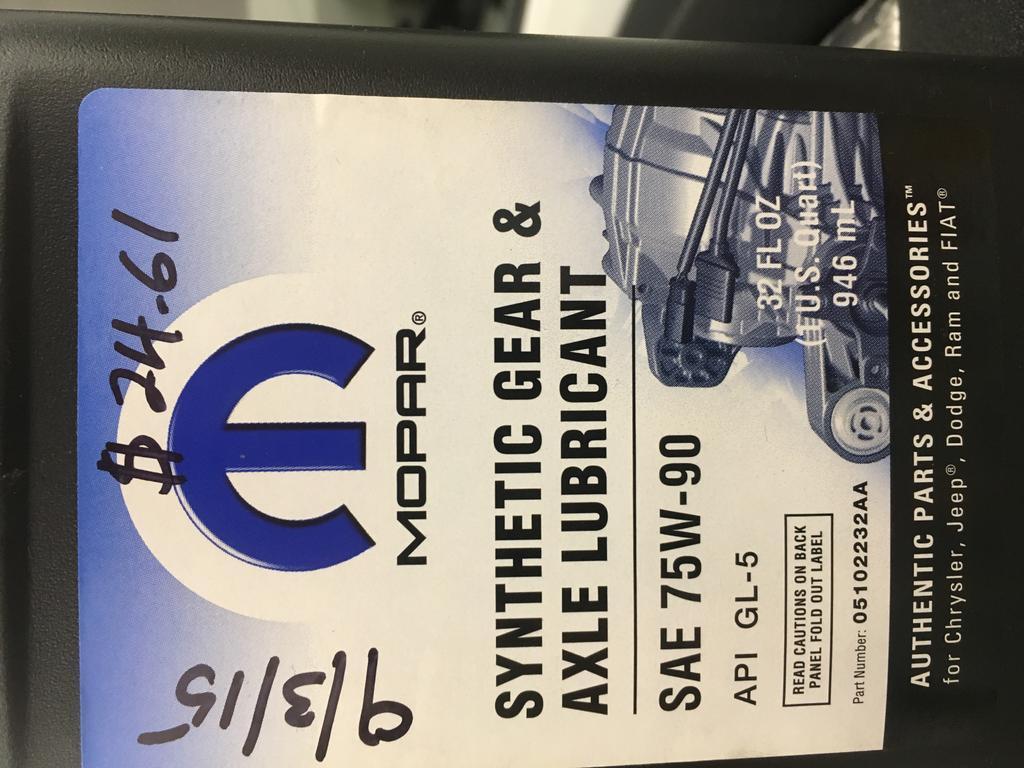 9/3/15
$ 24.61
MOPAR®
SYNTHETIC GEAR &
AXLE LUBRICANT
SAE 75W-90
API GL-5
READ CAUTIONS ON BACK
PANEL FOLD OUT LABEL
Part Number: 05102232AA
32 FL OZ
(1 U.S. Quart)
946 mL
AUTHENTIC PARTS & ACCESSORIES™
for Chrysler, Jeep®, Dodge, Ram and FIAT®